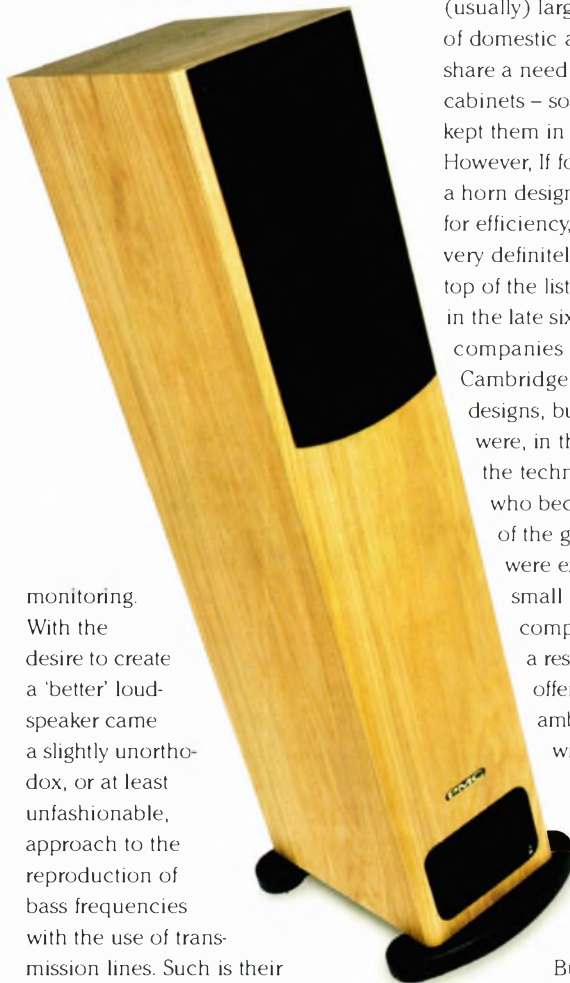 monitoring.
With the
desire to create
a 'better' loud-
speaker came
a slightly unortho-
dox, or at least
unfashionable,
approach to the
reproduction of
bass frequencies
with the use of trans-
mission lines. Such is their
(usually) larg
of domestic a
share a need
cabinets – so
kept them in
However, If fo
a horn design
for efficiency,
very definitel
top of the list
in the late six
companies
Cambridge
designs, bu
were, in th
the techn
who bec
of the g
were e
small
comp
a res
offe
amb
w
Bu
PMC